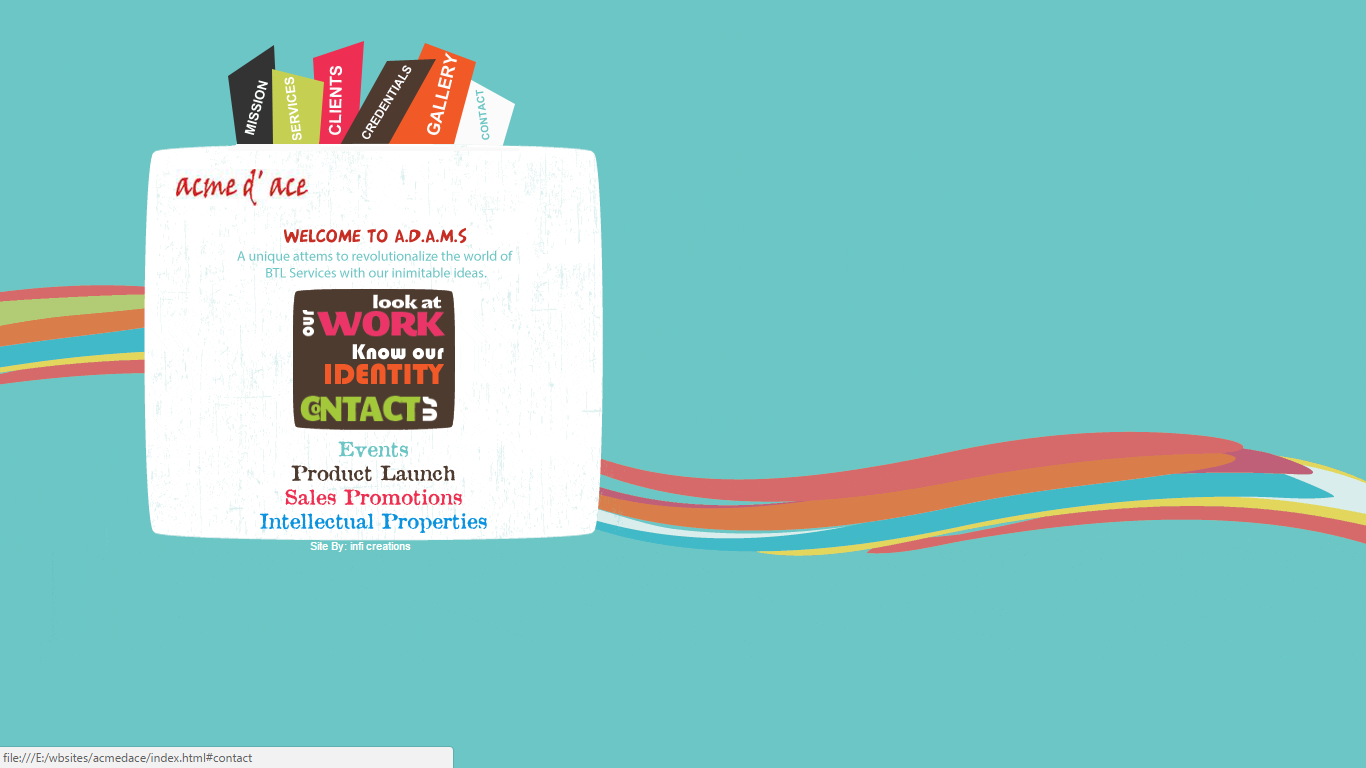 MISSION
SERVICES
CLIENTS
CREDENTIALS
GALLERY
CONTACT
acme d' ace
WELCOME TO A.D.A.M.S
A unique attems to revolutionalize the world of
BTL Services with our inimitable ideas.
look at
our WORK
Know our
IDENTITY
CoNTACT us
Events
Product Launch
Sales Promotions
Intellectual Properties
Site By: infi creations
file:///E:/wbsites/acmedace/index.html#contact